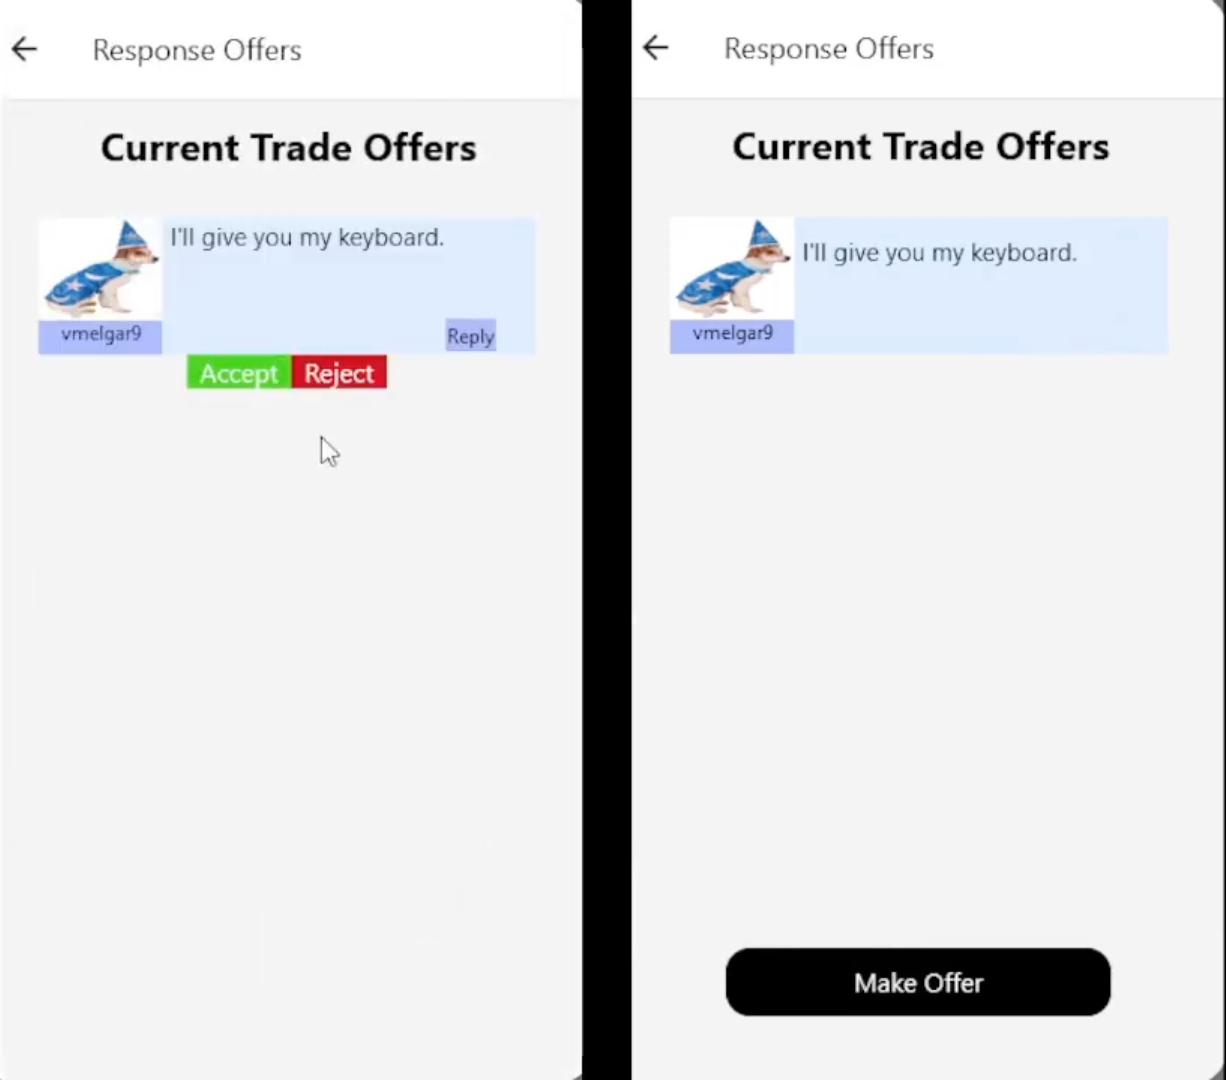 Response Offers
Current Trade Offers
I'll give you my keyboard.
vmelgar9
Reply
Accept
Reject
Response Offers
Current Trade Offers
I'll give you my keyboard.
vmelgar9
Make Offer